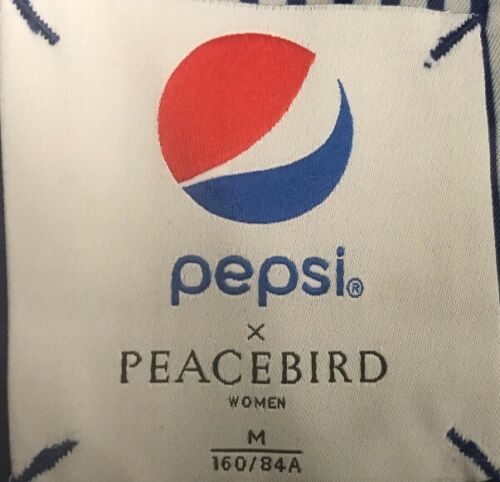 pepsi®
×
PEACEBIRD
WOMEN
M
160/84A